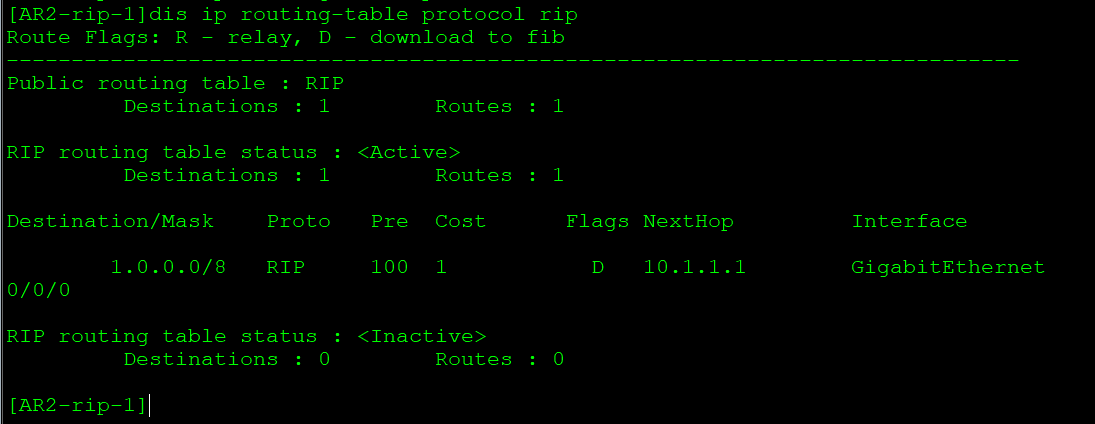 [AR2-rip-1]dis ip routing-table protocol rip
Route Flags: R - relay, D - download to fib
------------------------------------------------------------------------------
Public routing table : RIP
         Destinations : 1        Routes : 1
RIP routing table status : <Active>
         Destinations : 1        Routes : 1
Destination/Mask    Proto   Pre  Cost      Flags NextHop         Interface
        1.0.0.0/8   RIP     100  1           D   10.1.1.1        GigabitEthernet
0/0/0
RIP routing table status : <Inactive>
         Destinations : 0        Routes : 0
[AR2-rip-1]